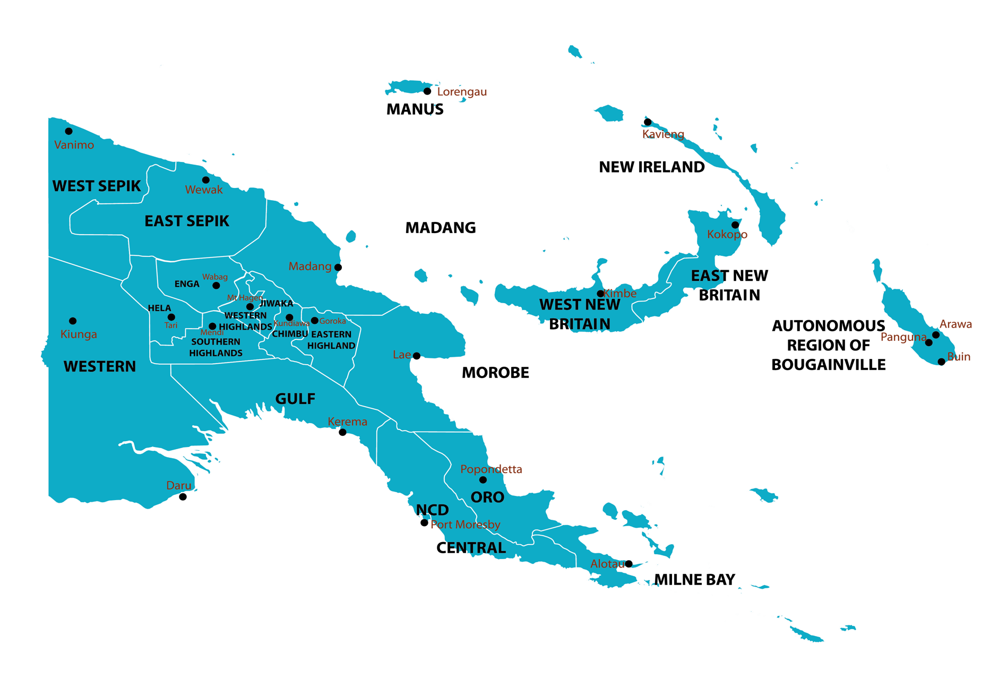 Lorengau
MANUS
Kavieng
Vanimo
NEW IRELAND
WEST SEPIK
Wewak
EAST SEPIK
MADANG
Kokopo
Madang
Wabag
ENGA
EAST NEW
BRITAIN
Kimbe
Mt Hagen
JIWAKA
WEST NEW
BRITAIN
HELA
Tari
WESTERN
HIGHLANDS
Kundiawa
Goroka
Mendi
CHIMBU
EASTERN
HIGHLAND
SOUTHERN
HIGHLANDS
Kiunga
AUTONOMOUS
REGION OF
BOUGAINVILLE
Arawa
Panguna
Buin
Lae
WESTERN
MOROBE
GULF
Kerema
Popondetta
Daru
ORO
NCD
Port Moresby
CENTRAL
Alotau
MILNE BAY